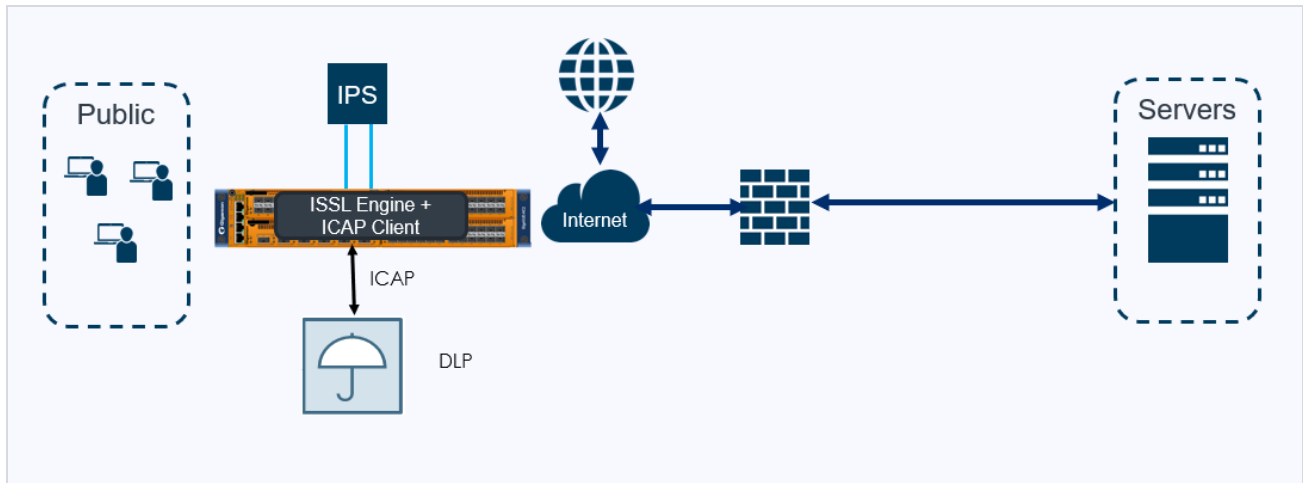 Public
IPS
ISSL Engine +
ICAP Client
Internet
Servers
ICAP
DLP